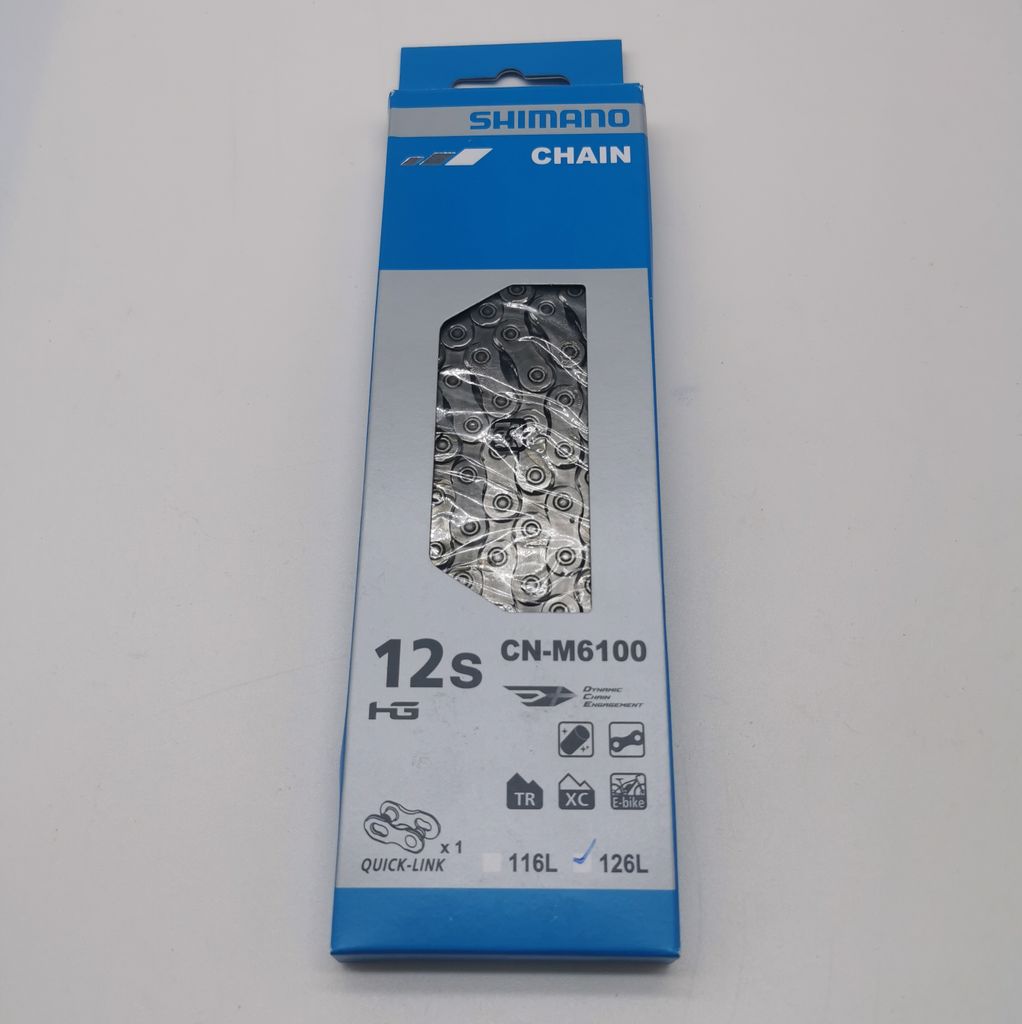 SHIMANO
CHAIN
12s
CN-M6100
HG
DYNAMIC
CHAIN
ENGAGEMENT
TR
XC
E-bike
x 1
QUICK-LINK
116L
126L